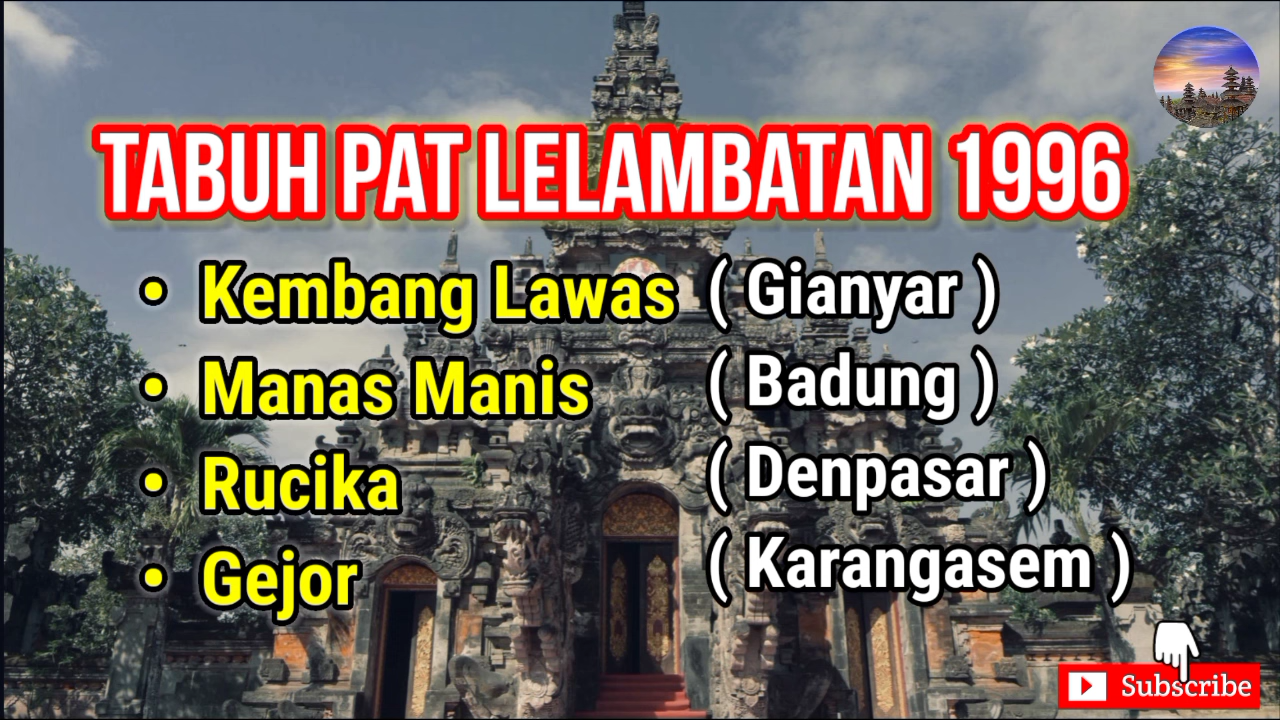 TABUH PAT LELAMBATAN 1996
• Kembang Lawas ( Gianyar )
• Manas Manis ( Badung )
• Rucika ( Denpasar )
• Gejor ( Karangasem )
Subscribe